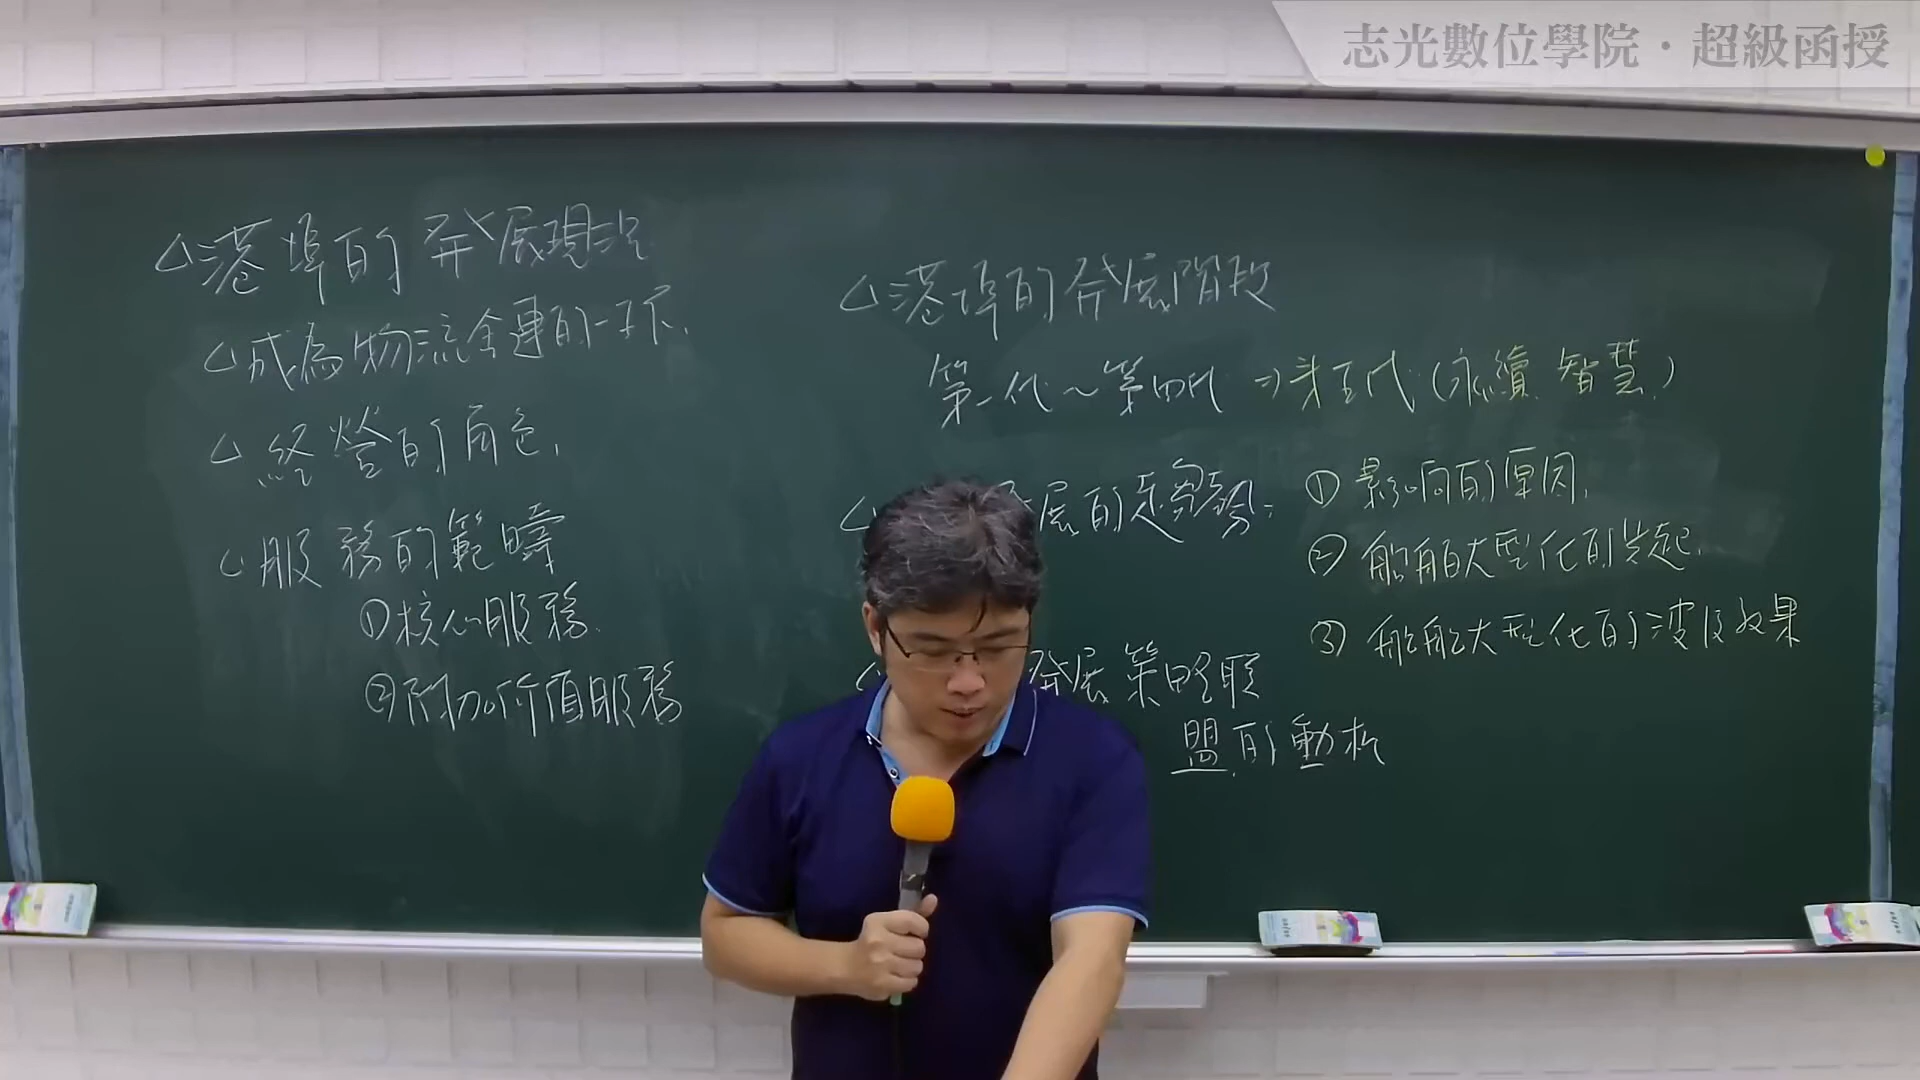 志光數位學院・超級函授
△港埠的發展現況
△成為物流全運的一環.
△經營的角色.
△服務的範疇
①核心服務.
②附加價值服務
△港埠的發展階段
第一代~第四代 ⇒第五代(永續.智慧.)
展的趨勢:
①影响的原因.
②船舶大型化的
③船舶大型化的波及效果
發展策略聯
盟的動機